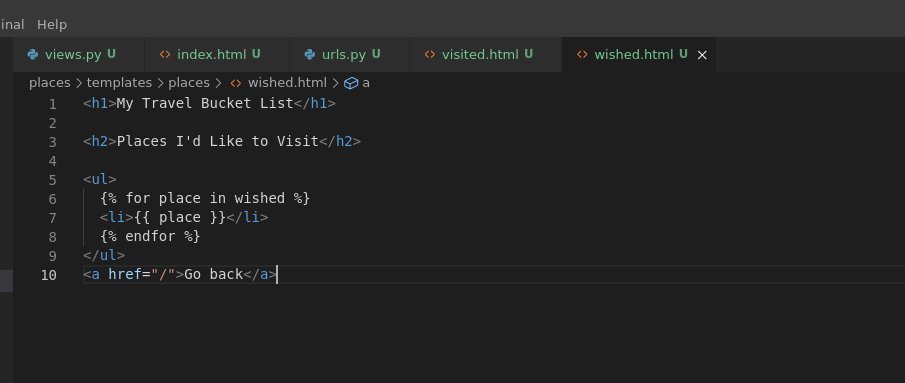 inal Help
views.py U index.html U urls.py U visited.html U wished.html U
places > templates > places > wished.html > a
1 <h1>My Travel Bucket List</h1>
2
3 <h2>Places I'd Like to Visit</h2>
4
5 <ul>
6 {% for place in wished %}
7 <li>{{ place }}</li>
8 {% endfor %}
9 </ul>
10 <a href="/">Go back</a>